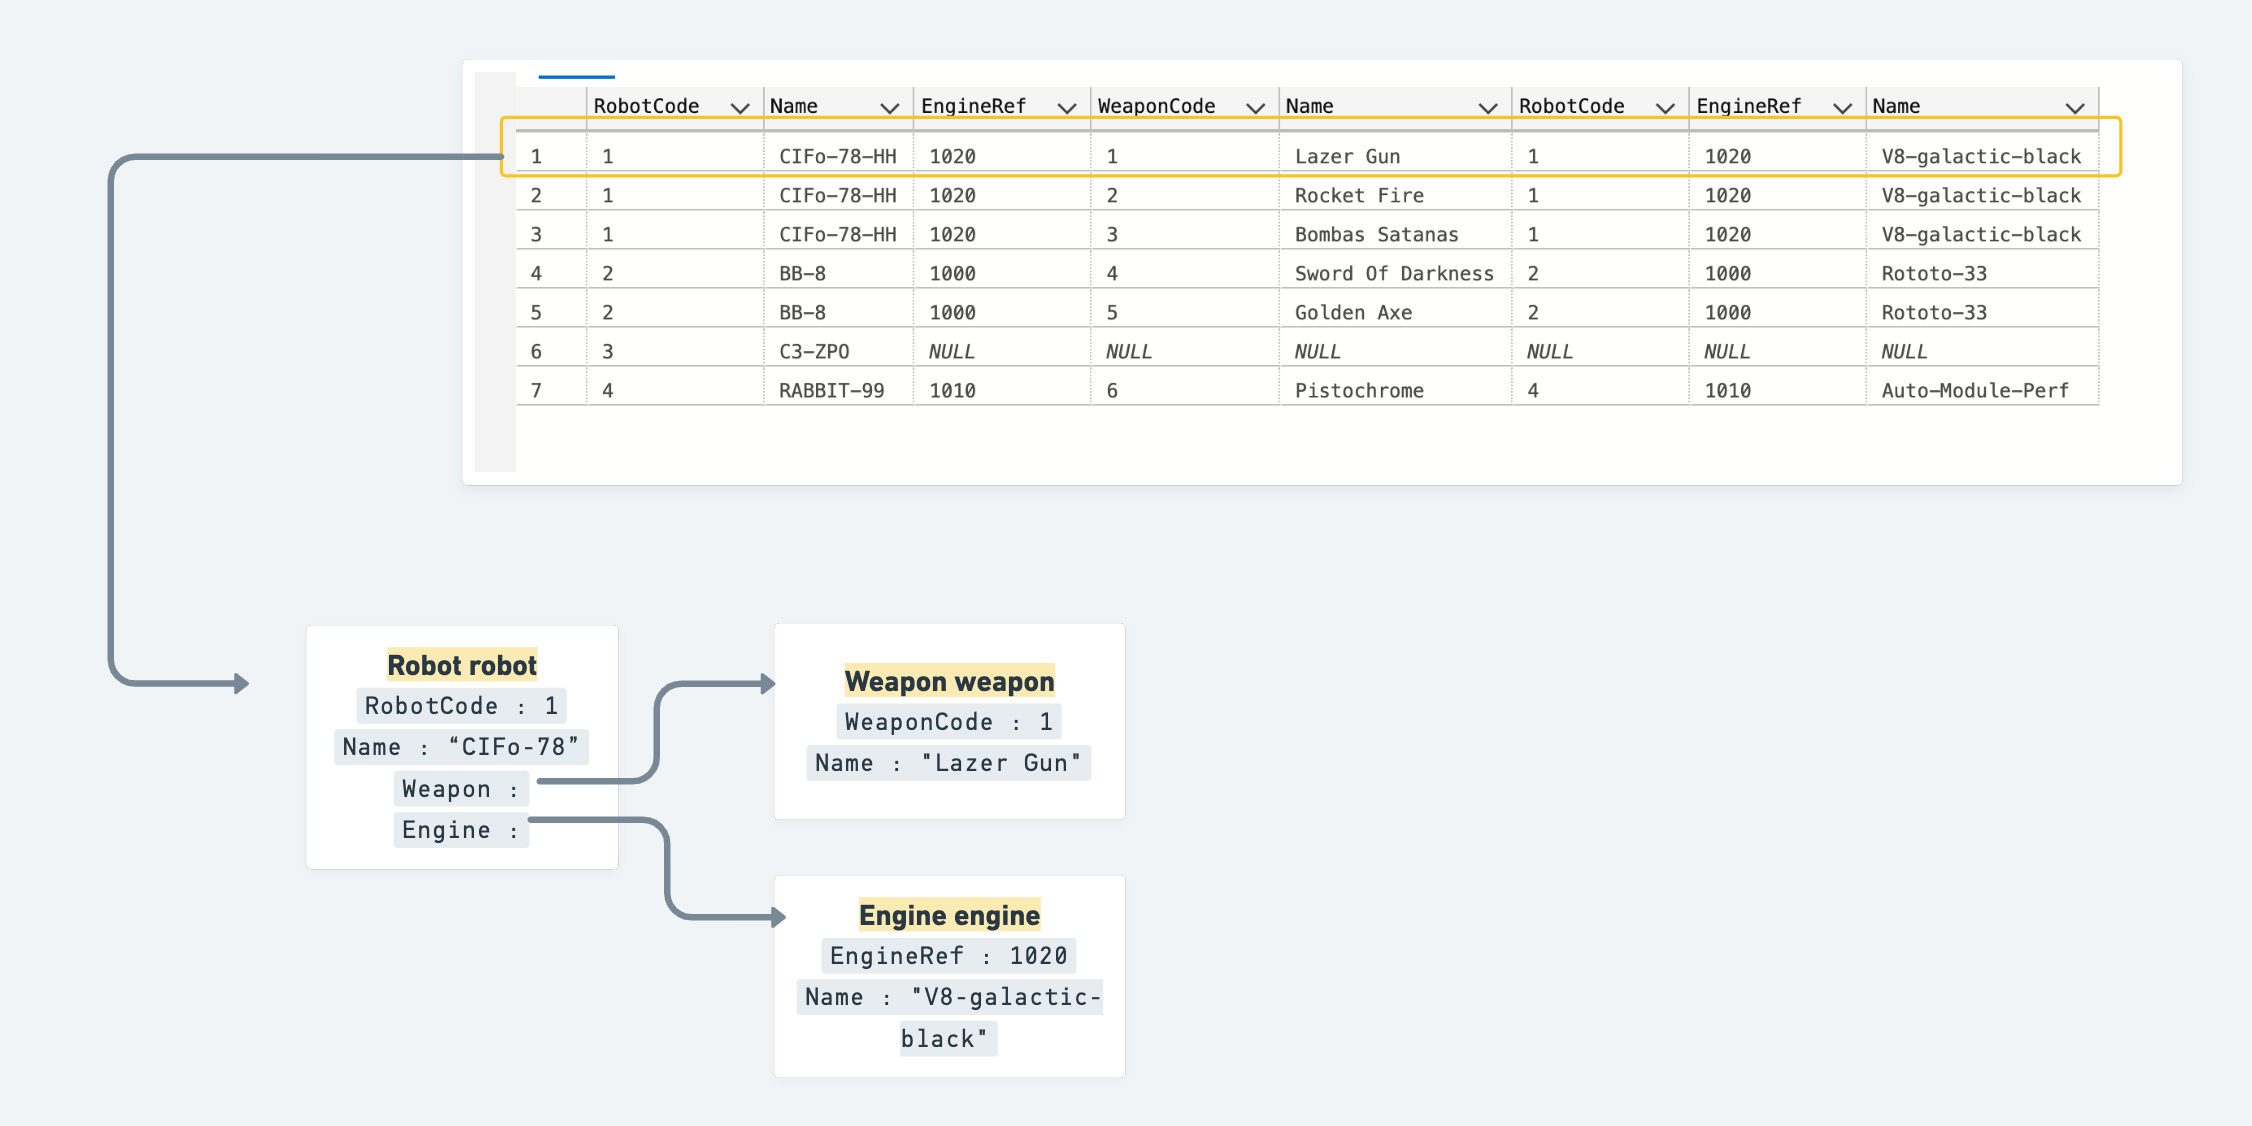 RobotCode Name EngineRef WeaponCode Name RobotCode EngineRef Name
1 1 CIFo-78-HH 1020 1 Lazer Gun 1 1020 V8-galactic-black
2 1 CIFo-78-HH 1020 2 Rocket Fire 1 1020 V8-galactic-black
3 1 CIFo-78-HH 1020 3 Bombas Satanas 1 1020 V8-galactic-black
4 2 BB-8 1000 4 Sword Of Darkness 2 1000 Rototo-33
5 2 BB-8 1000 5 Golden Axe 2 1000 Rototo-33
6 3 C3-ZPO NULL NULL NULL NULL NULL NULL
7 4 RABBIT-99 1010 6 Pistochrome 4 1010 Auto-Module-Perf
Robot robot
RobotCode : 1
Name : “CIFo-78”
Weapon :
Engine :
Weapon weapon
WeaponCode : 1
Name : "Lazer Gun"
Engine engine
EngineRef : 1020
Name : "V8-galactic-
black"